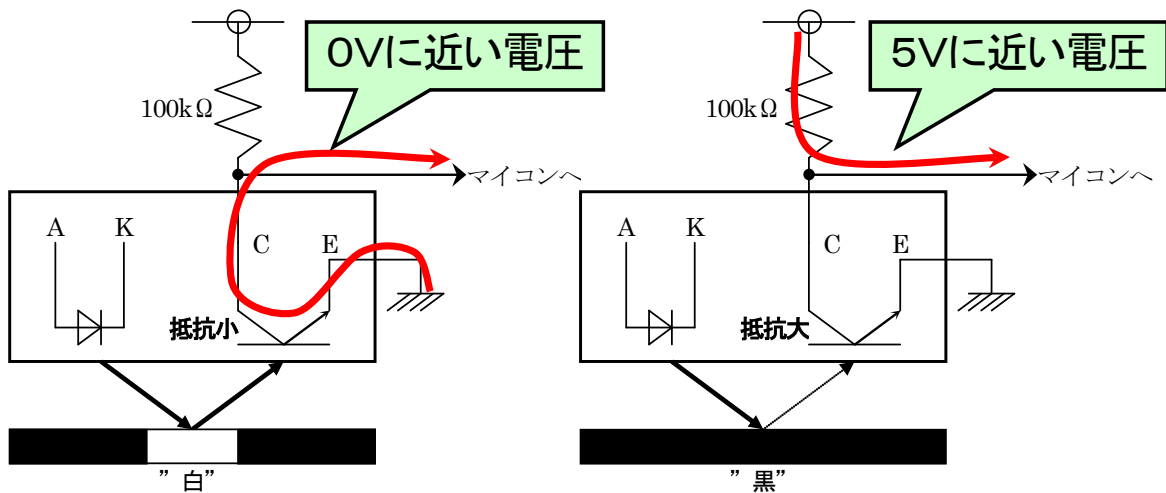 0Vに近い電圧
100kΩ
マイコンへ
A K C E
抵抗小
”白”
5Vに近い電圧
100kΩ
マイコンへ
A K C E
抵抗大
”黒”